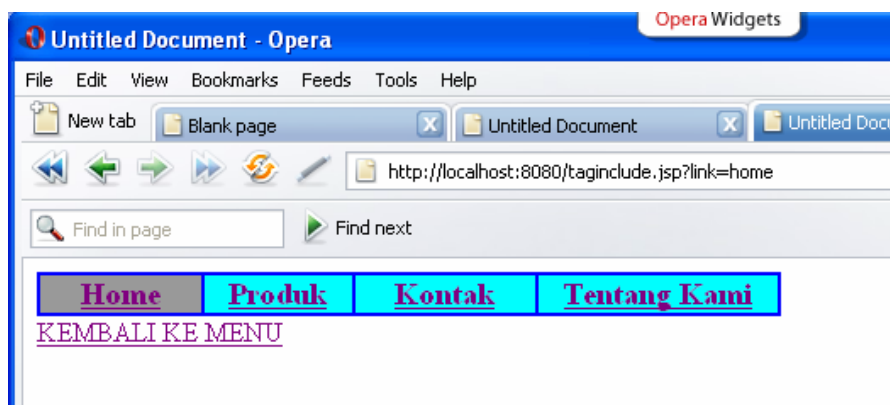 Opera Widgets
Untitled Document - Opera
File Edit View Bookmarks Feeds Tools Help
New tab Blank page Untitled Document Untitled Docu
http://localhost:8080/taginclude.jsp?link=home
Find in page Find next
Home Produk Kontak Tentang Kami
KEMBALI KE MENU